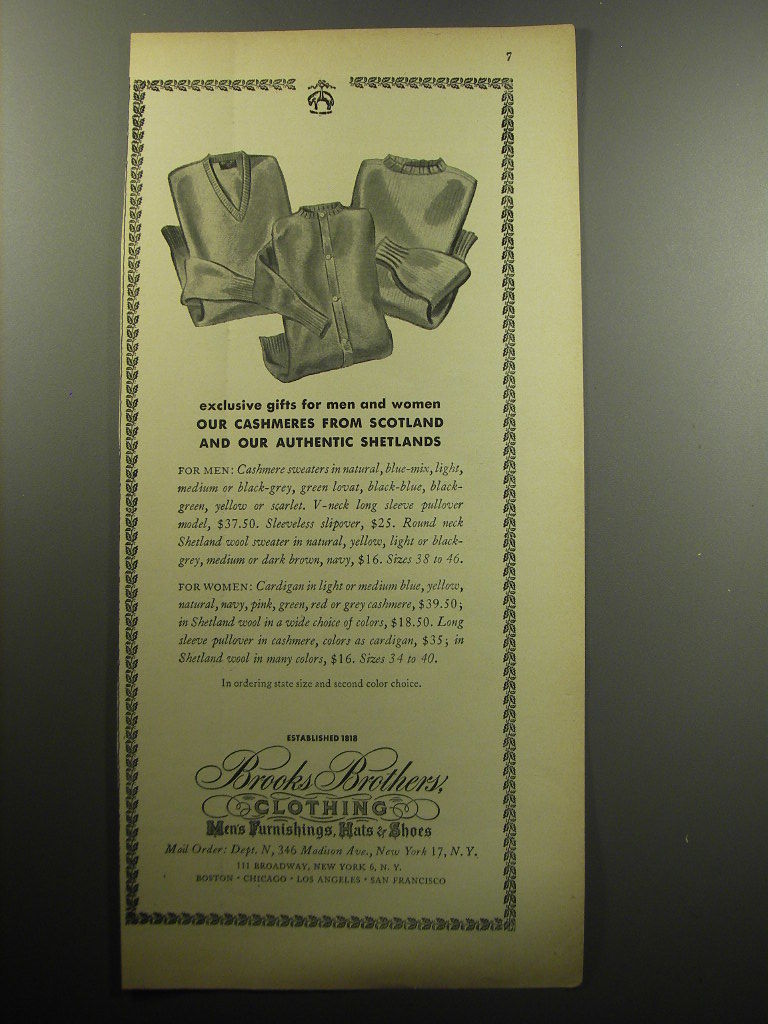 7
exclusive gifts for men and women
OUR CASHMERES FROM SCOTLAND
AND OUR AUTHENTIC SHETLANDS
FOR MEN: Cashmere sweaters in natural, blue-mix, light,
medium or black-grey, green lovat, black-blue, black-
green, yellow or scarlet. V-neck long sleeve pullover
model, $37.50. Sleeveless slipover, $25. Round neck
Shetland wool sweater in natural, yellow, light or black-
grey, medium or dark brown, navy, $16. Sizes 38 to 46.
FOR WOMEN: Cardigan in light or medium blue, yellow,
natural, navy, pink, green, red or grey cashmere, $39.50;
in Shetland wool in a wide choice of colors, $18.50. Long
sleeve pullover in cashmere, colors as cardigan, $35; in
Shetland wool in many colors, $16. Sizes 34 to 40.
In ordering state size and second color choice.
ESTABLISHED 1818
Brooks Brothers,
CLOTHING
Men's Furnishings, Hats & Shoes
Mail Order: Dept. N, 346 Madison Ave., New York 17, N. Y.
111 BROADWAY, NEW YORK 6, N. Y.
BOSTON • CHICAGO • LOS ANGELES • SAN FRANCISCO